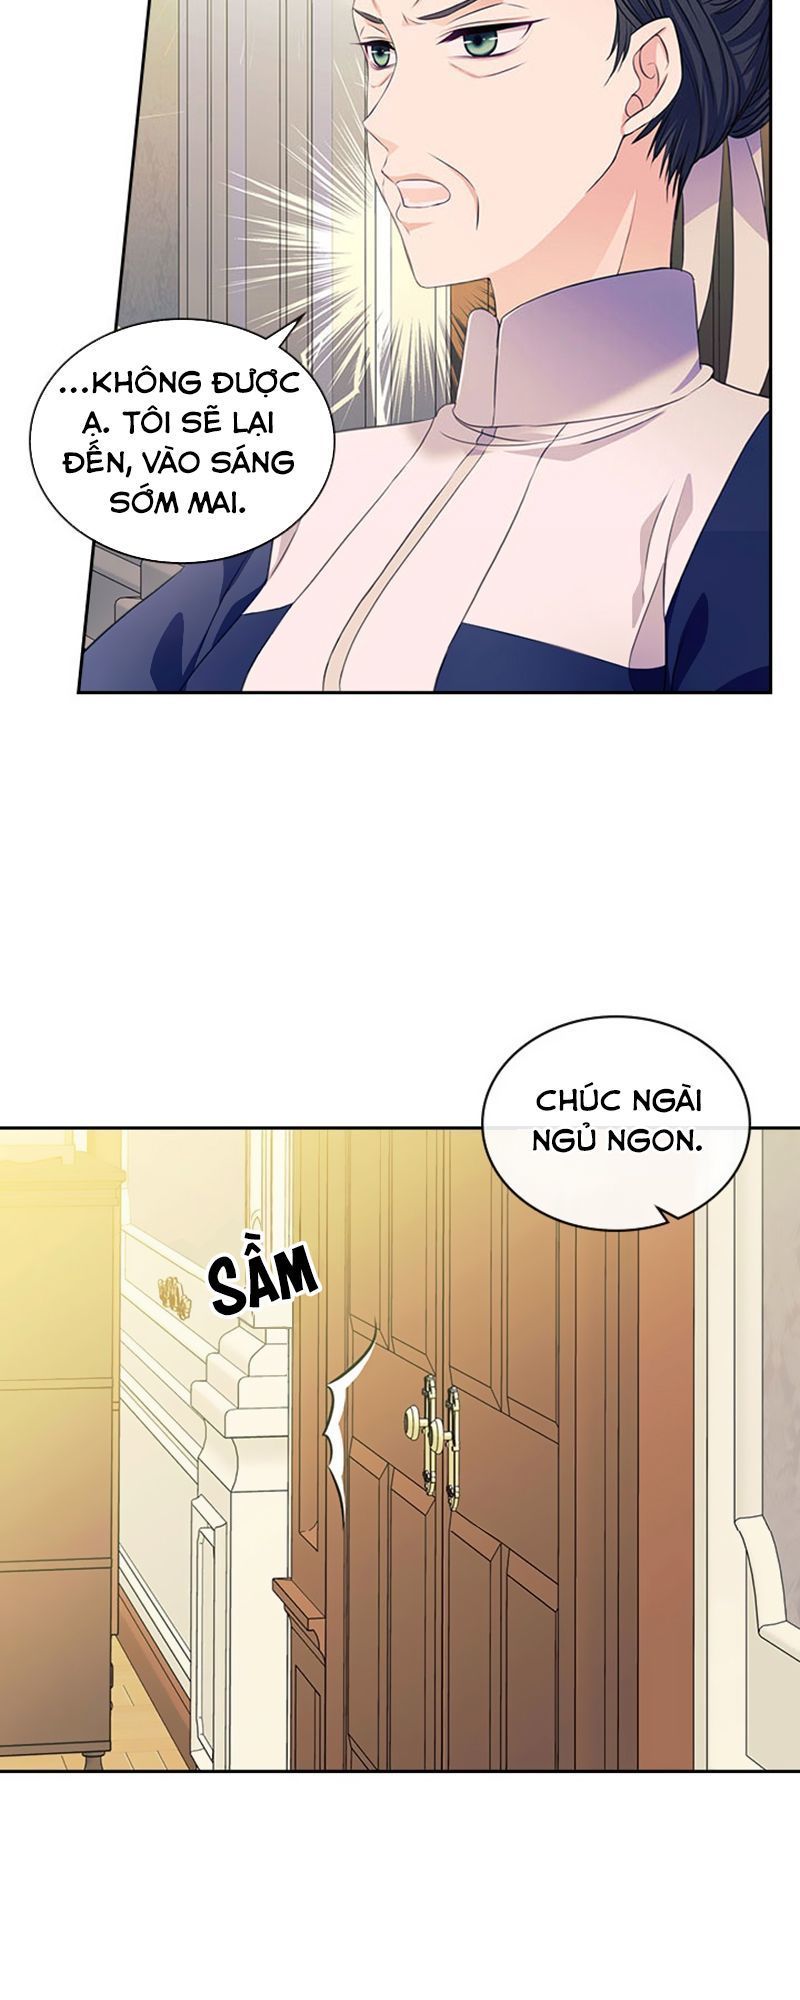 ...KHÔNG ĐƯỢC
Ạ. TÔI SẼ LẠI
ĐẾN, VÀO SÁNG
SỚM MAI.
CHÚC NGÀI
NGỦ NGON.
SẦM